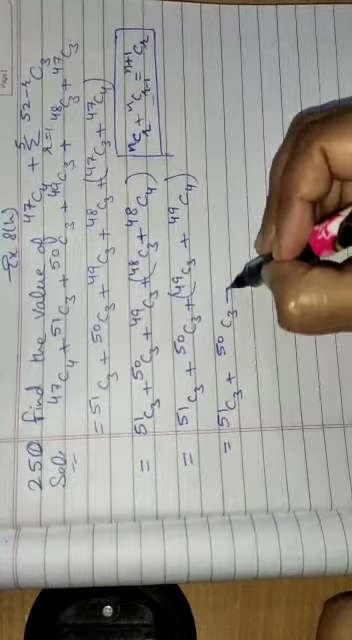 Ex 8(h)
25(i) Find the value of ⁴⁷C₄ + ⁵Σᵣ₌₁ ⁵²⁻ʳC₃
Sol: ⁴⁷C₄ + ⁵¹C₃ + ⁵⁰C₃ + ⁴⁹C₃ + ⁴⁸C₃ + ⁴⁷C₃
= ⁵¹C₃ + ⁵⁰C₃ + ⁴⁹C₃ + ⁴⁸C₃ + (⁴⁷C₃ + ⁴⁷C₄)
ⁿCᵣ + ⁿCᵣ₋₁ = ⁿ⁺¹Cᵣ
= ⁵¹C₃ + ⁵⁰C₃ + ⁴⁹C₃ + (⁴⁸C₃ + ⁴⁸C₄)
= ⁵¹C₃ + ⁵⁰C₃ + (⁴⁹C₃ + ⁴⁹C₄)
= ⁵¹C₃ + ⁵⁰C₃